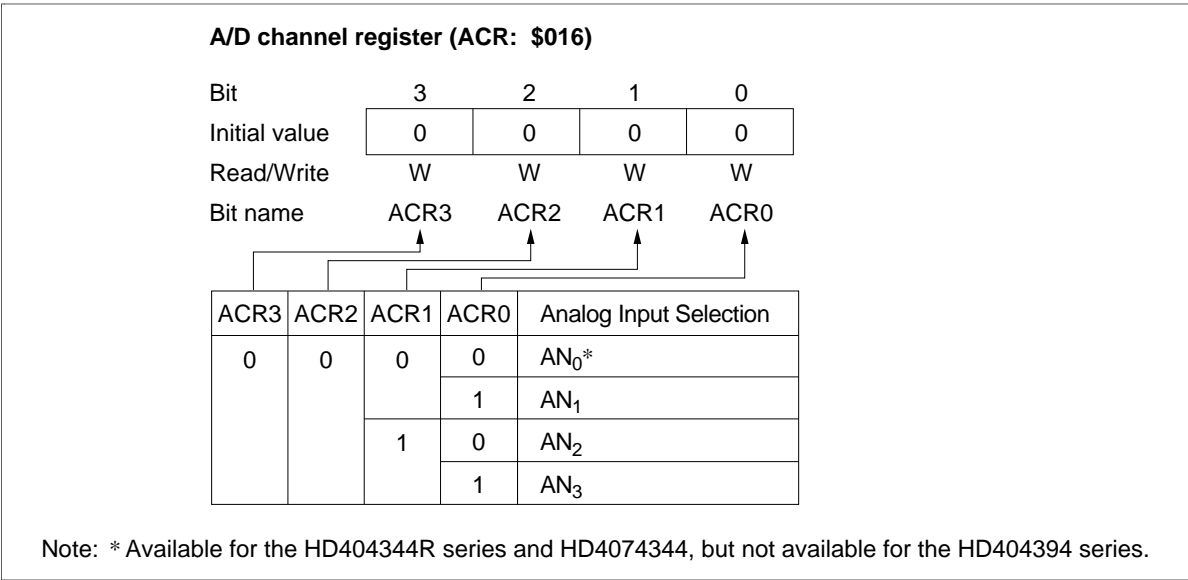 A/D channel register (ACR: $016)
Bit 3 2 1 0
Initial value 0 0 0 0
Read/Write W W W W
Bit name ACR3 ACR2 ACR1 ACR0
ACR3 ACR2 ACR1 ACR0 Analog Input Selection
0 0 0 0 AN0*
1 AN1
1 0 AN2
1 AN3
Note: * Available for the HD404344R series and HD4074344, but not available for the HD404394 series.